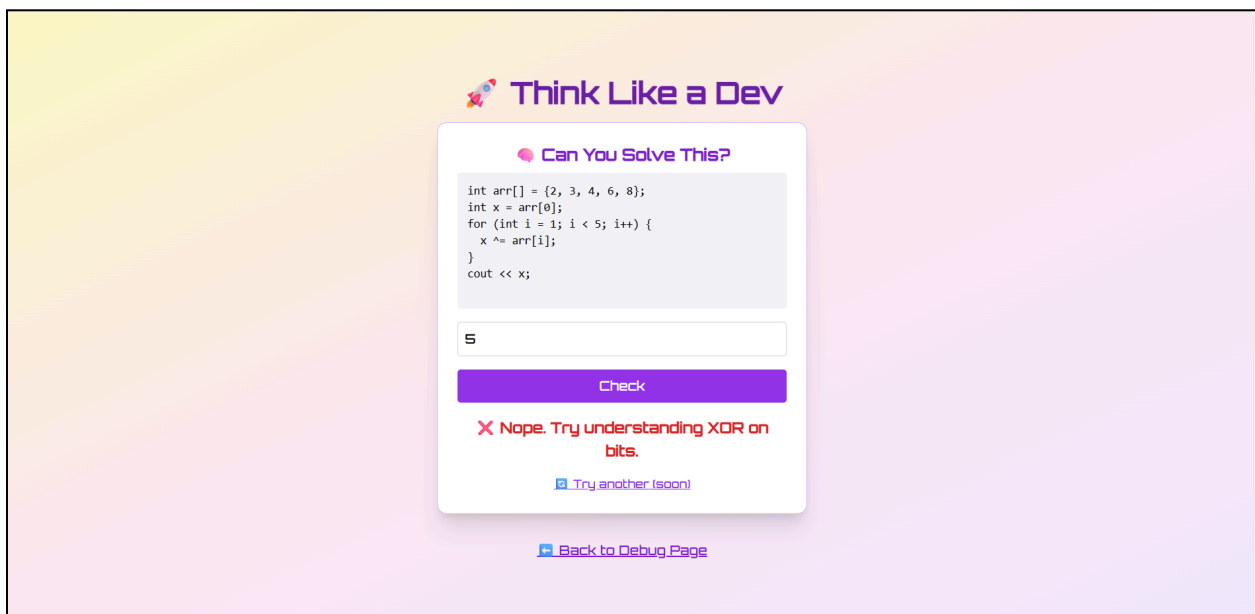 🚀 Think Like a Dev
🧠 Can You Solve This?
int arr[] = {2, 3, 4, 6, 8};
int x = arr[0];
for (int i = 1; i < 5; i++) {
  x ^= arr[i];
}
cout << x;
5
Check
❌ Nope. Try understanding XOR on
bits.
🔄 Try another (soon)
⬅️ Back to Debug Page